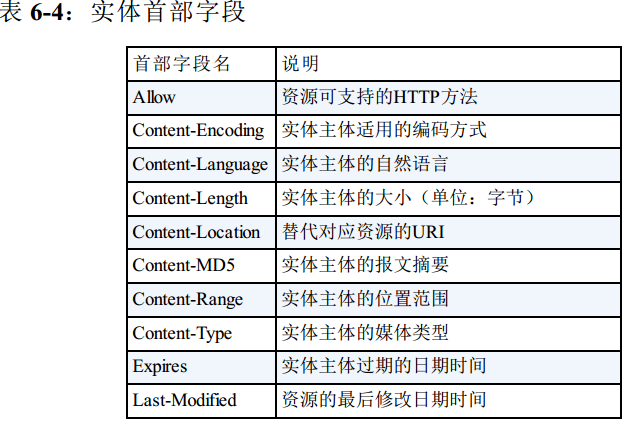 表 6-4：实体首部字段
首部字段名 说明
Allow 资源可支持的HTTP方法
Content-Encoding 实体主体适用的编码方式
Content-Language 实体主体的自然语言
Content-Length 实体主体的大小（单位：字节）
Content-Location 替代对应资源的URI
Content-MD5 实体主体的报文摘要
Content-Range 实体主体的位置范围
Content-Type 实体主体的媒体类型
Expires 实体主体过期的日期时间
Last-Modified 资源的最后修改日期时间